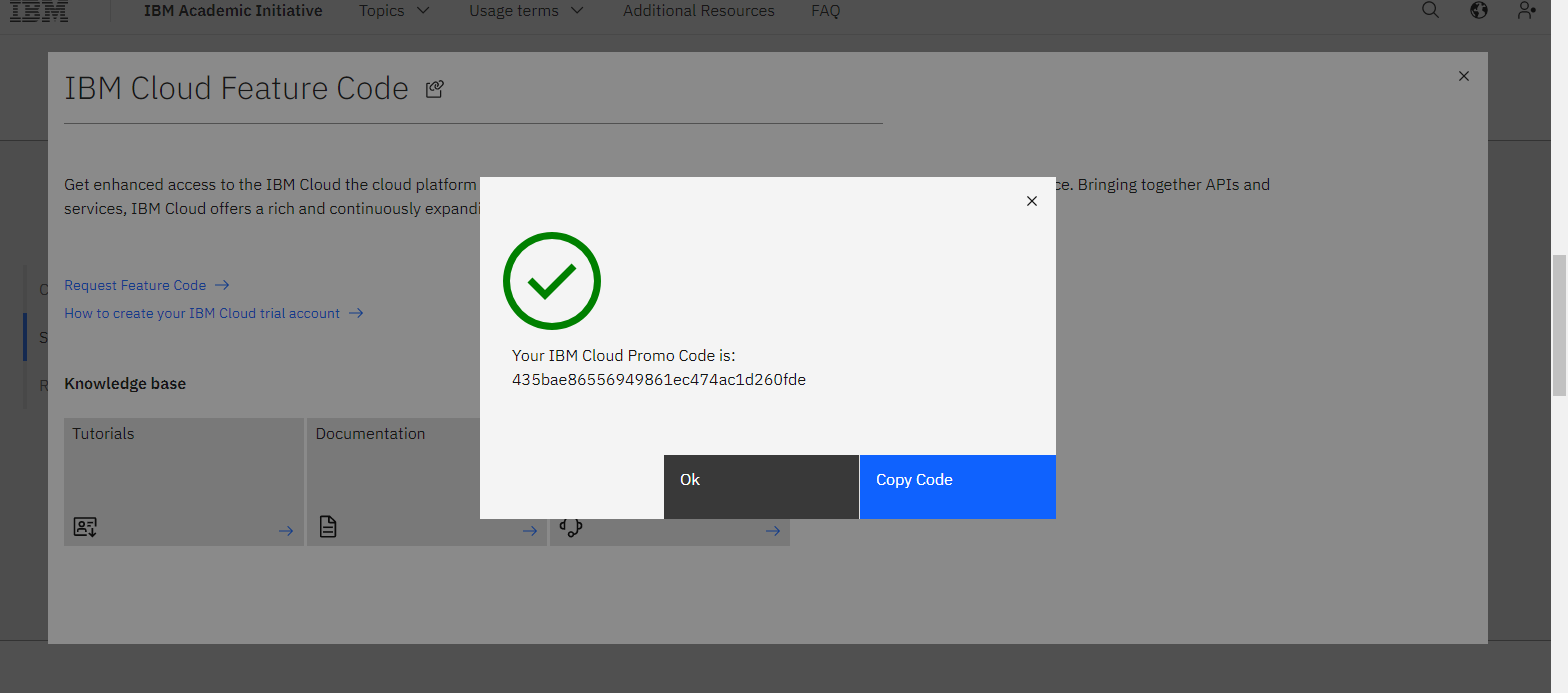 IBM
IBM Academic Initiative Topics Usage terms Additional Resources FAQ
IBM Cloud Feature Code
Get enhanced access to the IBM Cloud the cloud platform
ce. Bringing together APIs and
services, IBM Cloud offers a rich and continuously expandi
Request Feature Code
How to create your IBM Cloud trial account
C
S
R
Knowledge base
Tutorials
Documentation
Your IBM Cloud Promo Code is:
435bae86556949861ec474ac1d260fde
Ok
Copy Code